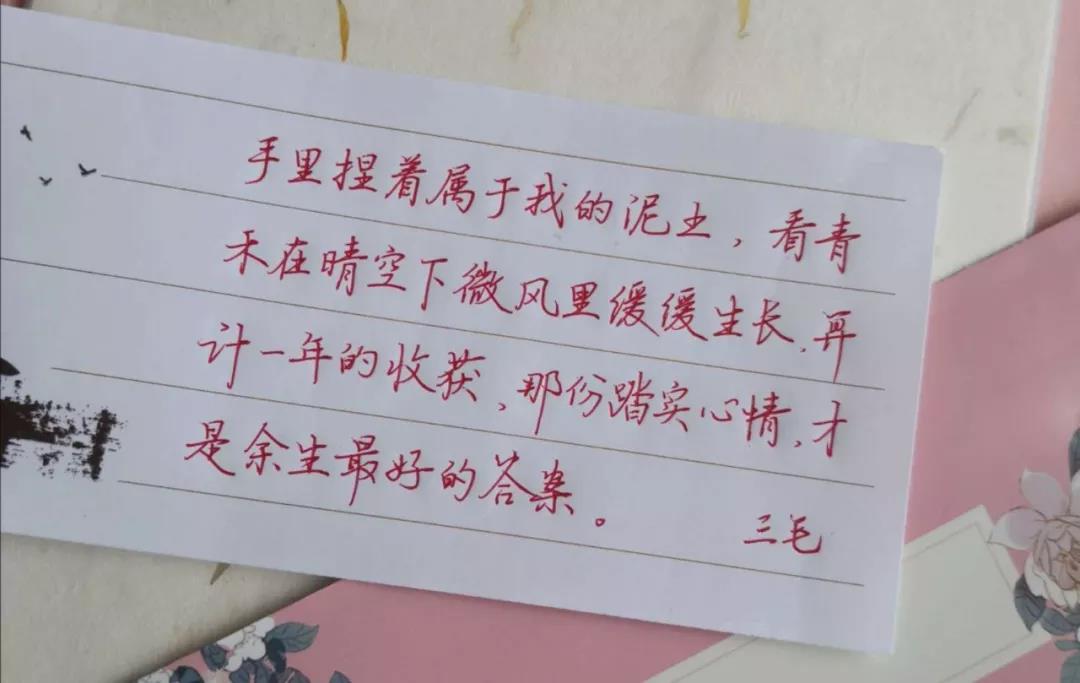 手里捏着属于我的泥土，看青
禾在晴空下微风里缓缓生长，再
计一年的收获，那份踏实心情，才
是余生最好的答案。
三毛